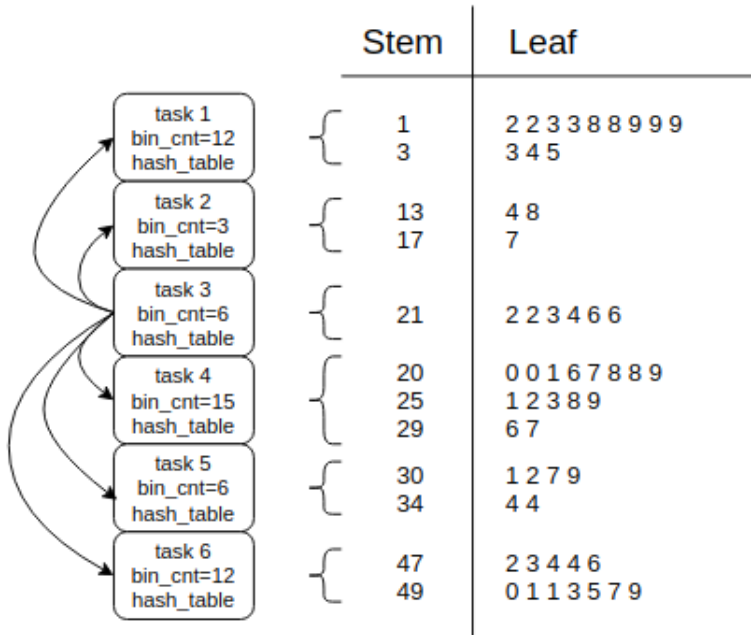 Stem Leaf
task 1
bin_cnt=12
hash_table
1 2 2 3 3 8 8 9 9 9
3 3 4 5
task 2
bin_cnt=3
hash_table
13 4 8
17 7
task 3
bin_cnt=6
hash_table
21 2 2 3 4 6 6
task 4
bin_cnt=15
hash_table
20 0 0 1 6 7 8 8 9
25 1 2 3 8 9
29 6 7
task 5
bin_cnt=6
hash_table
30 1 2 7 9
34 4 4
task 6
bin_cnt=12
hash_table
47 2 3 4 4 6
49 0 1 1 3 5 7 9